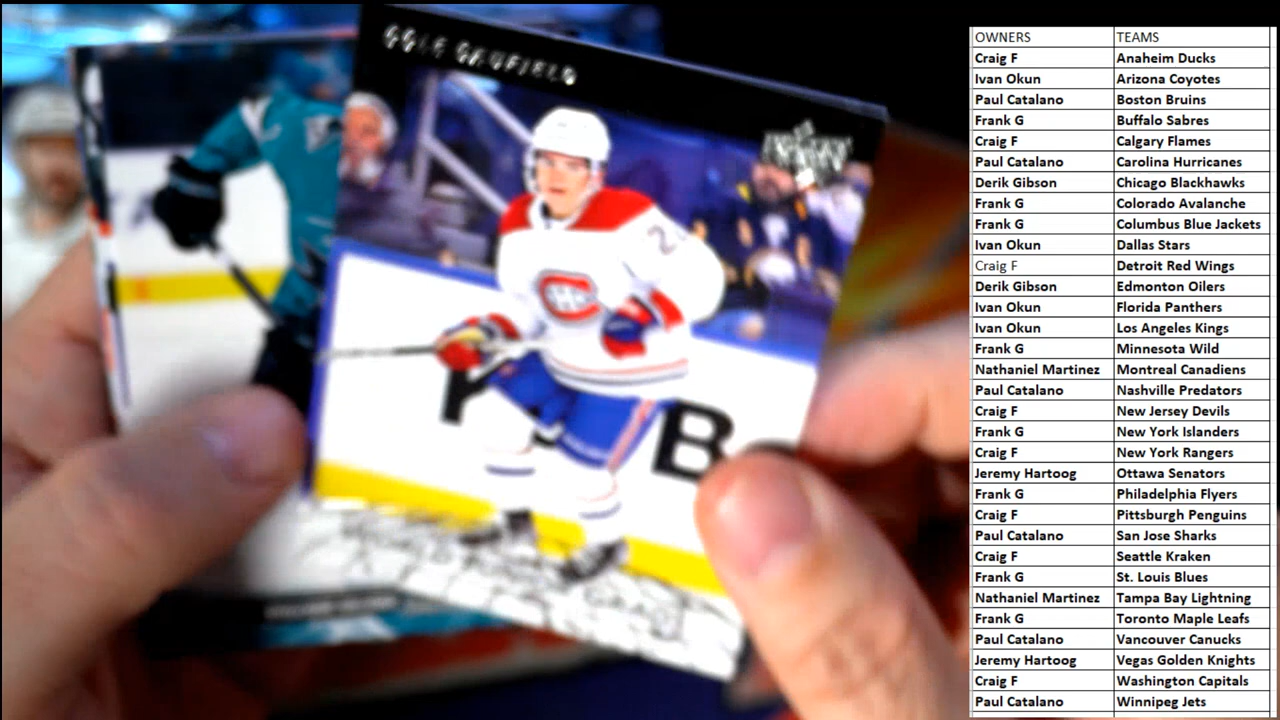 COLE CAUFIELD
UPPER DECK
2
B
OWNERS TEAMS
Craig F Anaheim Ducks
Ivan Okun Arizona Coyotes
Paul Catalano Boston Bruins
Frank G Buffalo Sabres
Craig F Calgary Flames
Paul Catalano Carolina Hurricanes
Derik Gibson Chicago Blackhawks
Frank G Colorado Avalanche
Frank G Columbus Blue Jackets
Ivan Okun Dallas Stars
Craig F Detroit Red Wings
Derik Gibson Edmonton Oilers
Ivan Okun Florida Panthers
Ivan Okun Los Angeles Kings
Frank G Minnesota Wild
Nathaniel Martinez Montreal Canadiens
Paul Catalano Nashville Predators
Craig F New Jersey Devils
Frank G New York Islanders
Craig F New York Rangers
Jeremy Hartoog Ottawa Senators
Frank G Philadelphia Flyers
Craig F Pittsburgh Penguins
Paul Catalano San Jose Sharks
Craig F Seattle Kraken
Frank G St. Louis Blues
Nathaniel Martinez Tampa Bay Lightning
Frank G Toronto Maple Leafs
Paul Catalano Vancouver Canucks
Jeremy Hartoog Vegas Golden Knights
Craig F Washington Capitals
Paul Catalano Winnipeg Jets